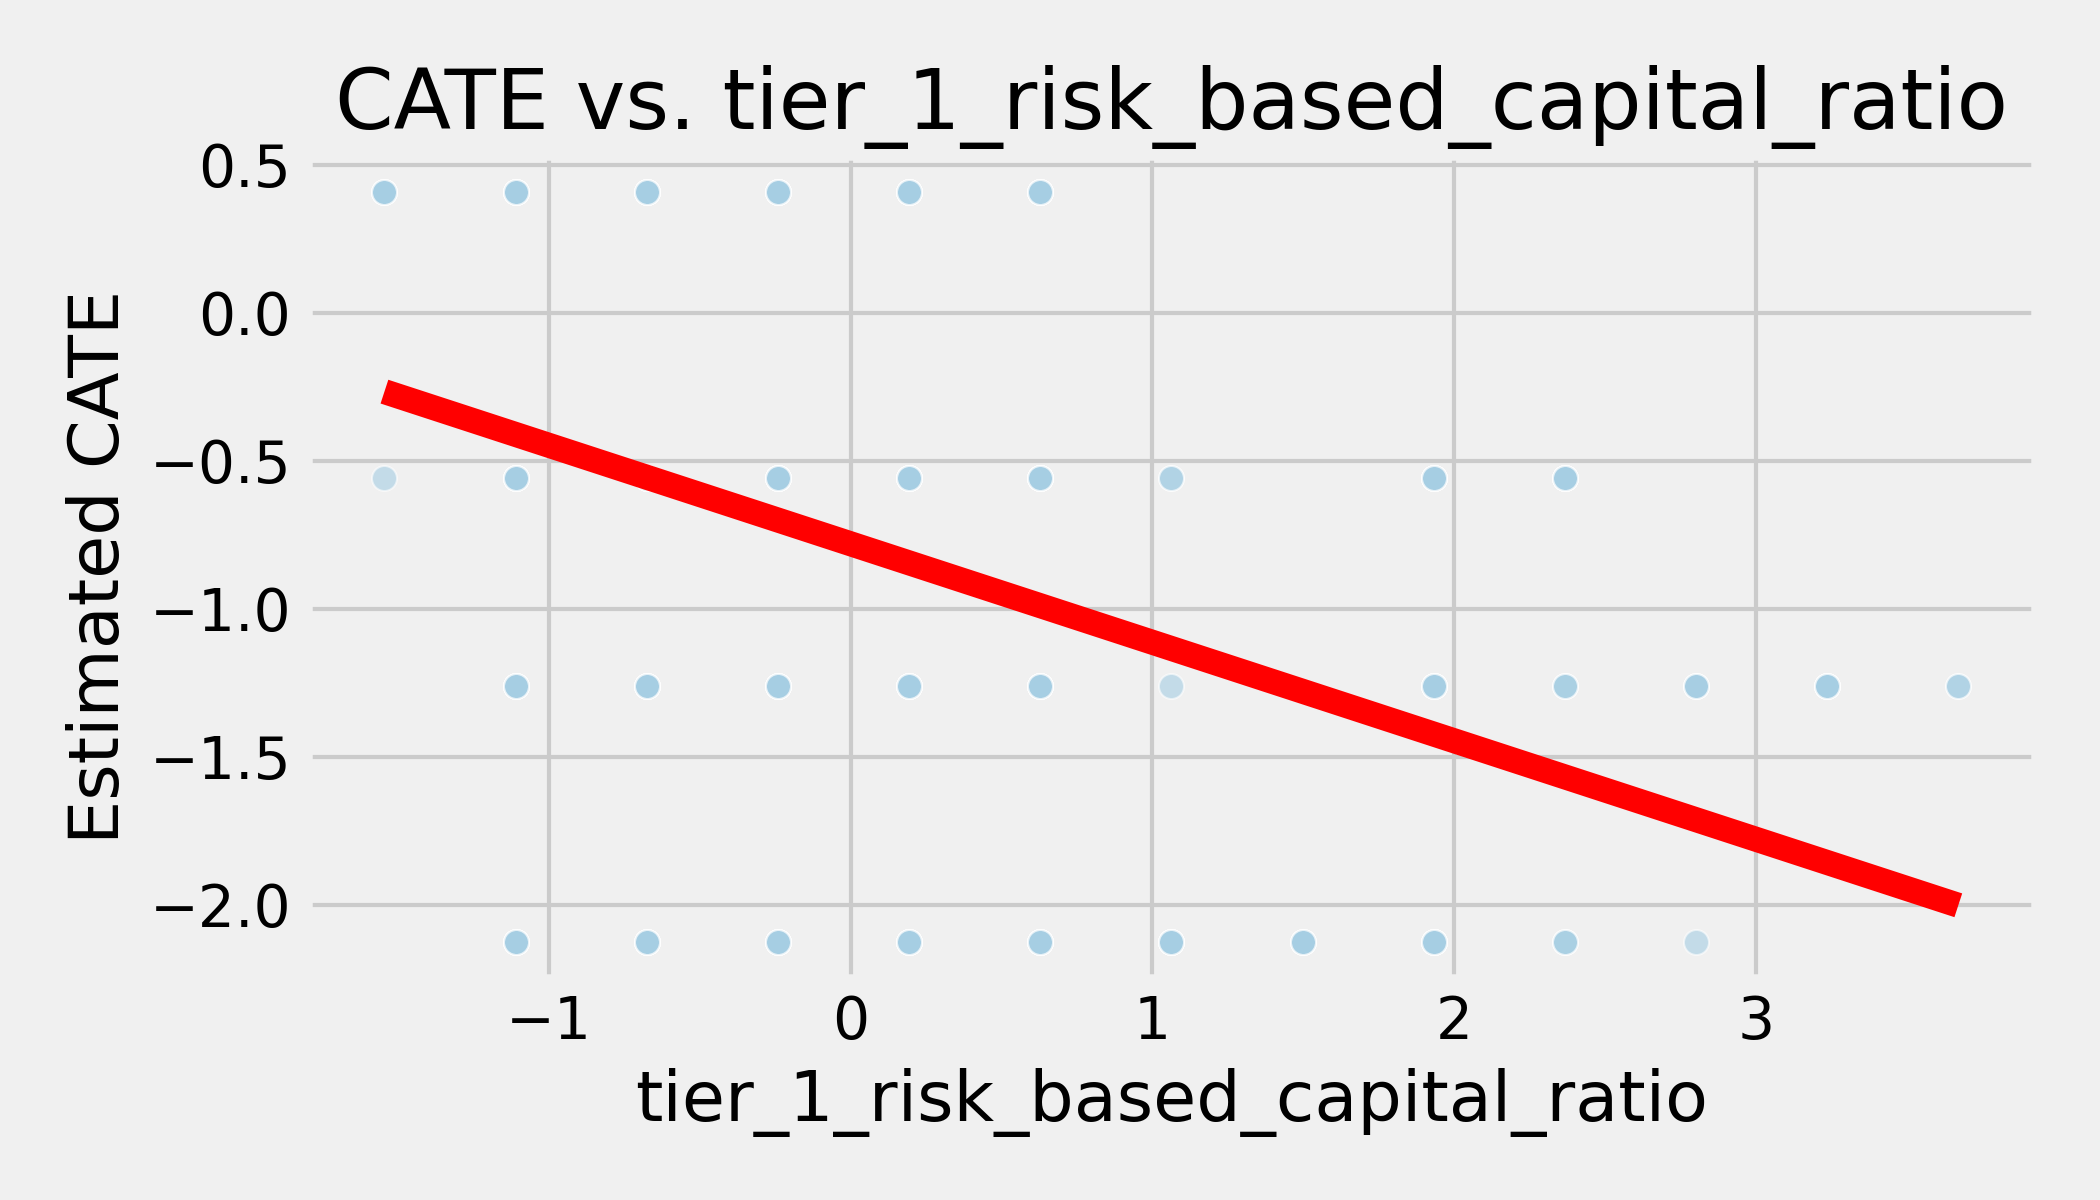 CATE vs. tier_1_risk_based_capital_ratio
0.5
0.0
−0.5
−1.0
−1.5
−2.0
Estimated CATE
−1 0 1 2 3
tier_1_risk_based_capital_ratio